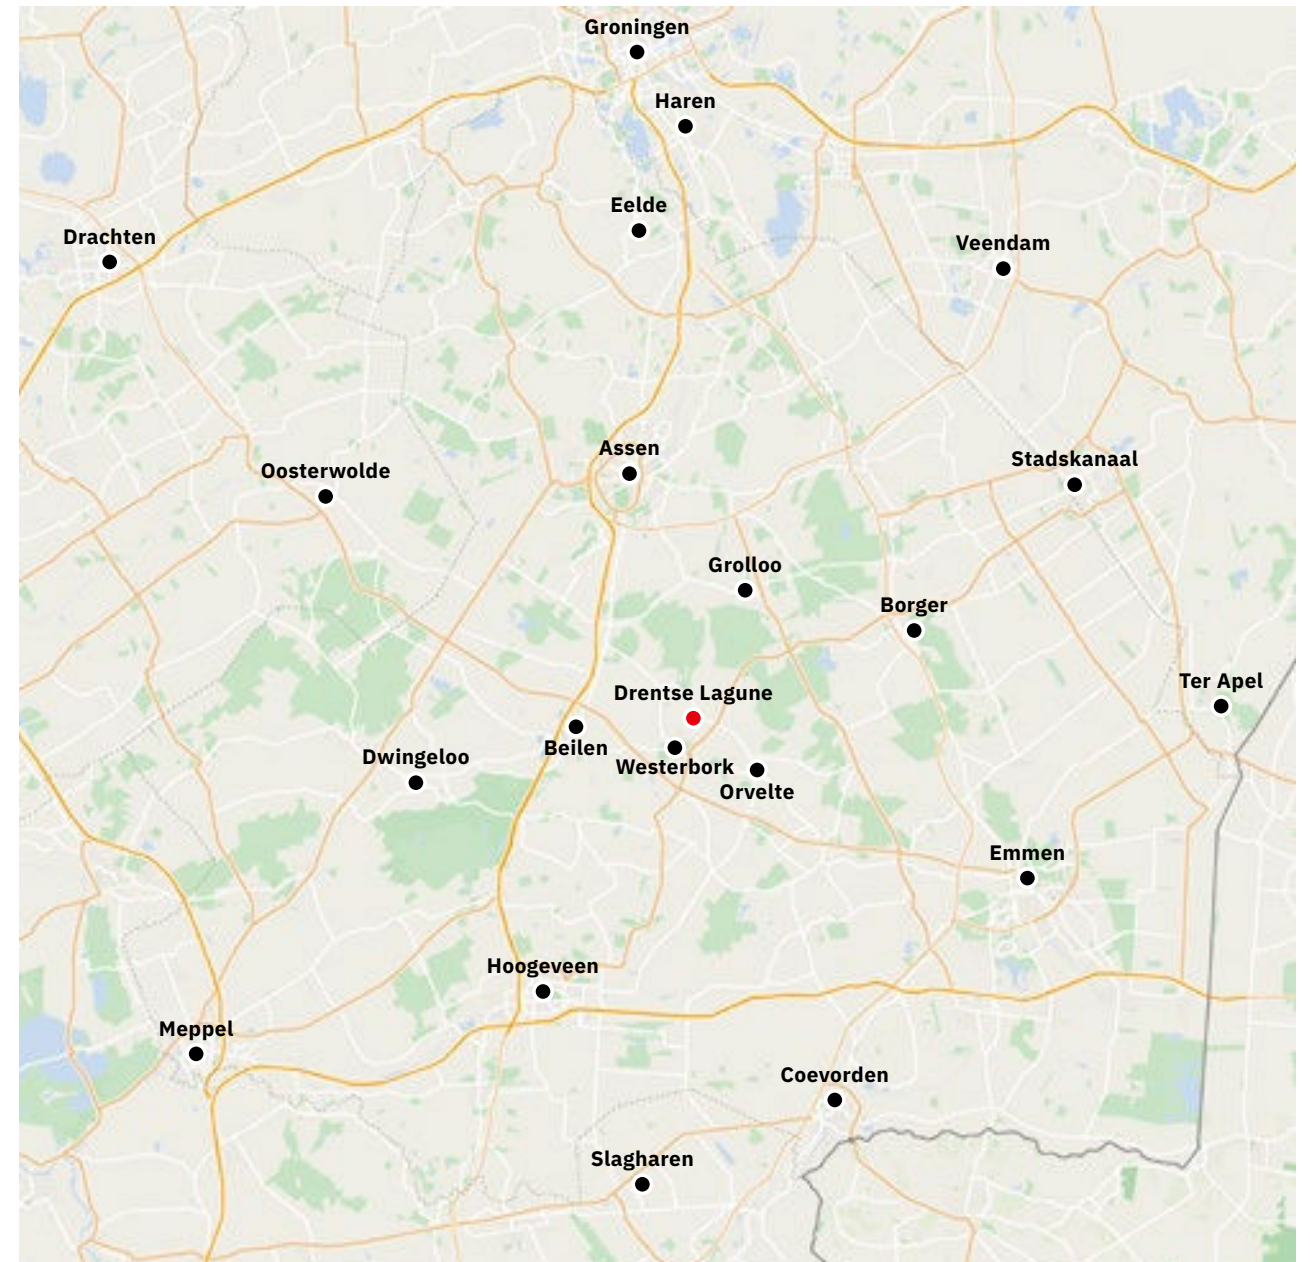 Groningen
Haren
Eelde
Drachten
Veendam
Assen
Stadskanaal
Oosterwolde
Grolloo
Borger
Ter Apel
Drentse Lagune
Beilen
Dwingeloo
Westerbork
Orvelte
Emmen
Hoogeveen
Meppel
Coevorden
Slagharen